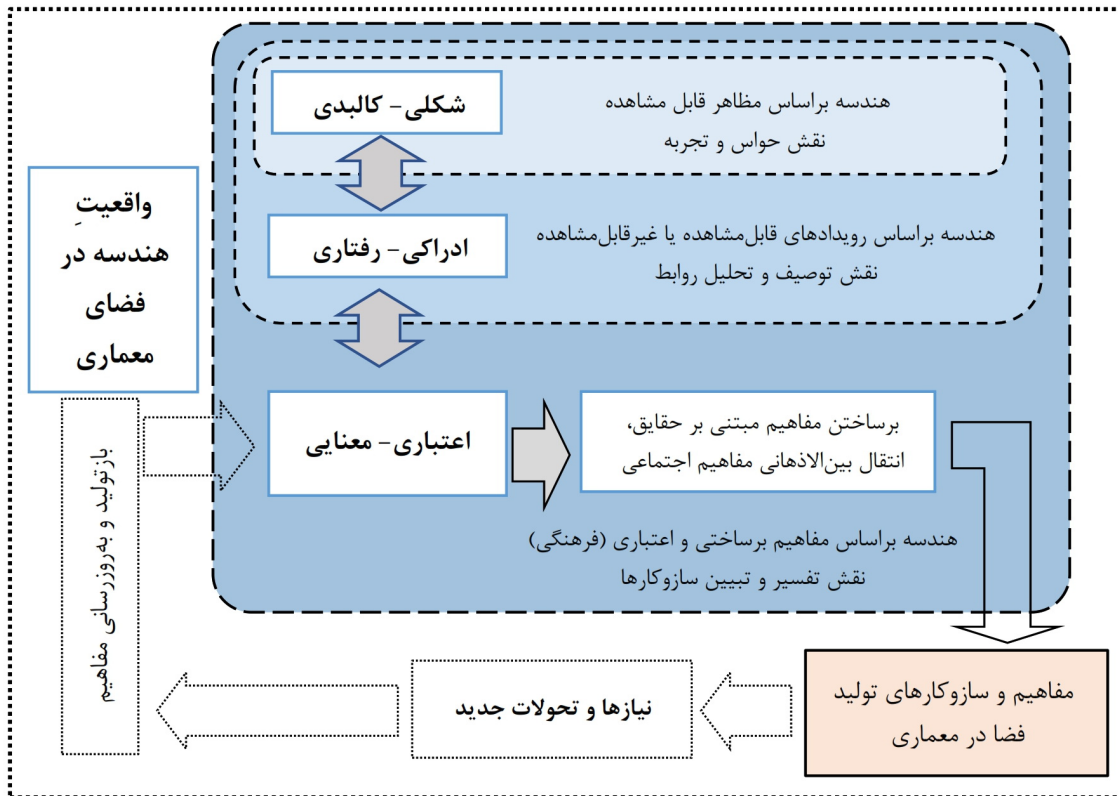 شکلی- کالبدی
هندسه براساس مظاهر قابل مشاهده
نقش حواس و تجربه
واقعیتِ
هندسه در
فضای
معماری
ادراکی- رفتاری
هندسه براساس رویدادهای قابل‌مشاهده یا غیرقابل‌مشاهده
نقش توصیف و تحلیل روابط
اعتباری- معنایی
برساختن مفاهیم مبتنی بر حقایق،
انتقال بین‌الاذهانی مفاهیم اجتماعی
هندسه براساس مفاهیم برساختی و اعتباری (فرهنگی)
نقش تفسیر و تبیین سازوکارها
مفاهیم و سازوکارهای تولید
فضا در معماری
نیازها و تحولات جدید
بازتولید و به‌روزرسانی مفاهیم